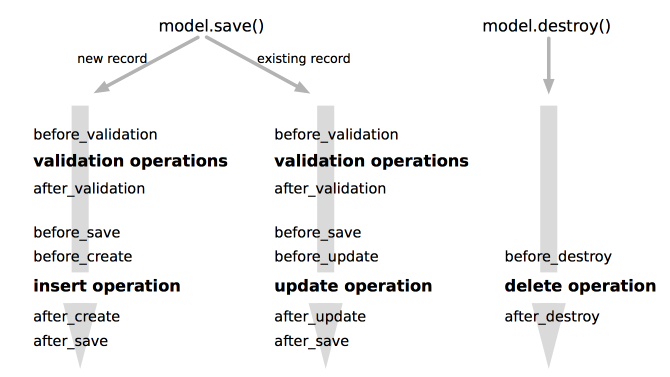 model.save()
model.destroy()
new record
existing record
before_validation
validation operations
after_validation
before_save
before_create
insert operation
after_create
after_save
before_validation
validation operations
after_validation
before_save
before_update
update operation
after_update
after_save
before_destroy
delete operation
after_destroy